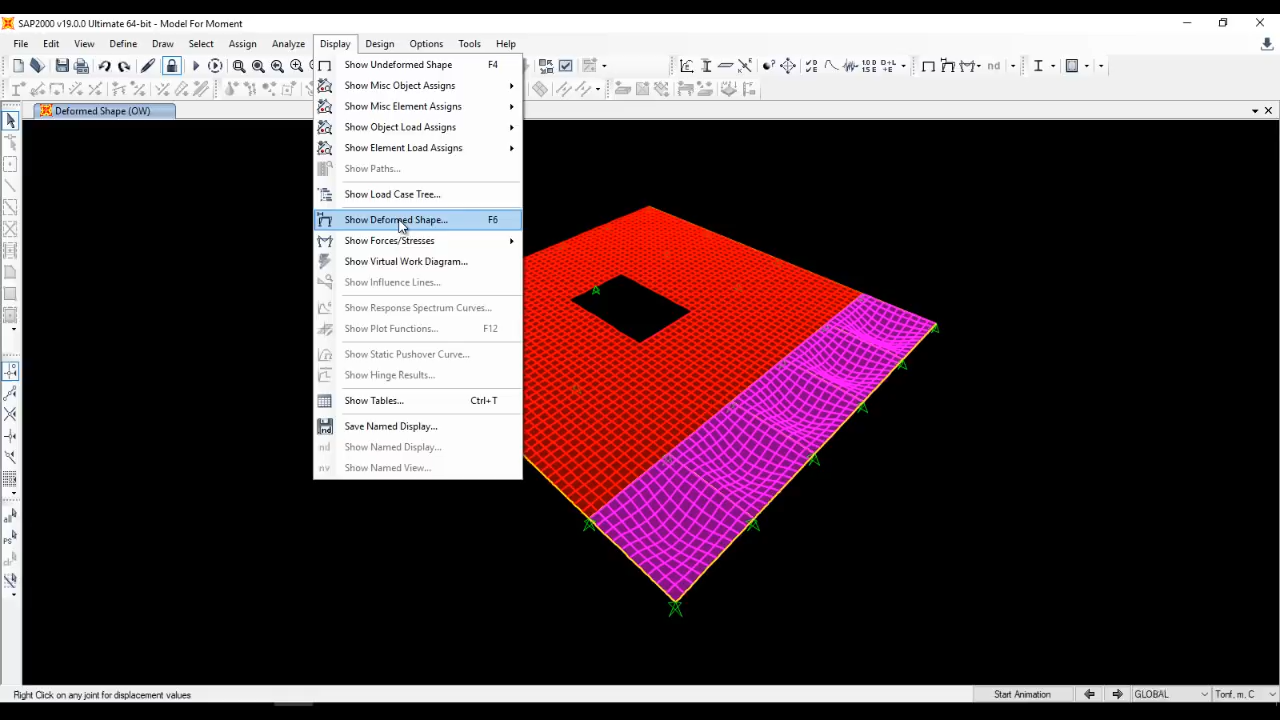 SAP2000 v19.0.0 Ultimate 64-bit - Model For Moment
File Edit View Define Draw Select Assign Analyze Display Design Options Tools Help
nd
Deformed Shape (OW)
Show Undeformed Shape F4
Show Misc Object Assigns
Show Misc Element Assigns
Show Object Load Assigns
Show Element Load Assigns
Show Paths...
Show Load Case Tree...
Show Deformed Shape... F6
Show Forces/Stresses
Show Virtual Work Diagram...
Show Influence Lines...
Show Response Spectrum Curves...
Show Plot Functions... F12
Show Static Pushover Curve...
Show Hinge Results...
Show Tables... Ctrl+T
Save Named Display...
nd Show Named Display...
nv Show Named View...
Right Click on any joint for displacement values
Start Animation
GLOBAL
Tonf, m, C